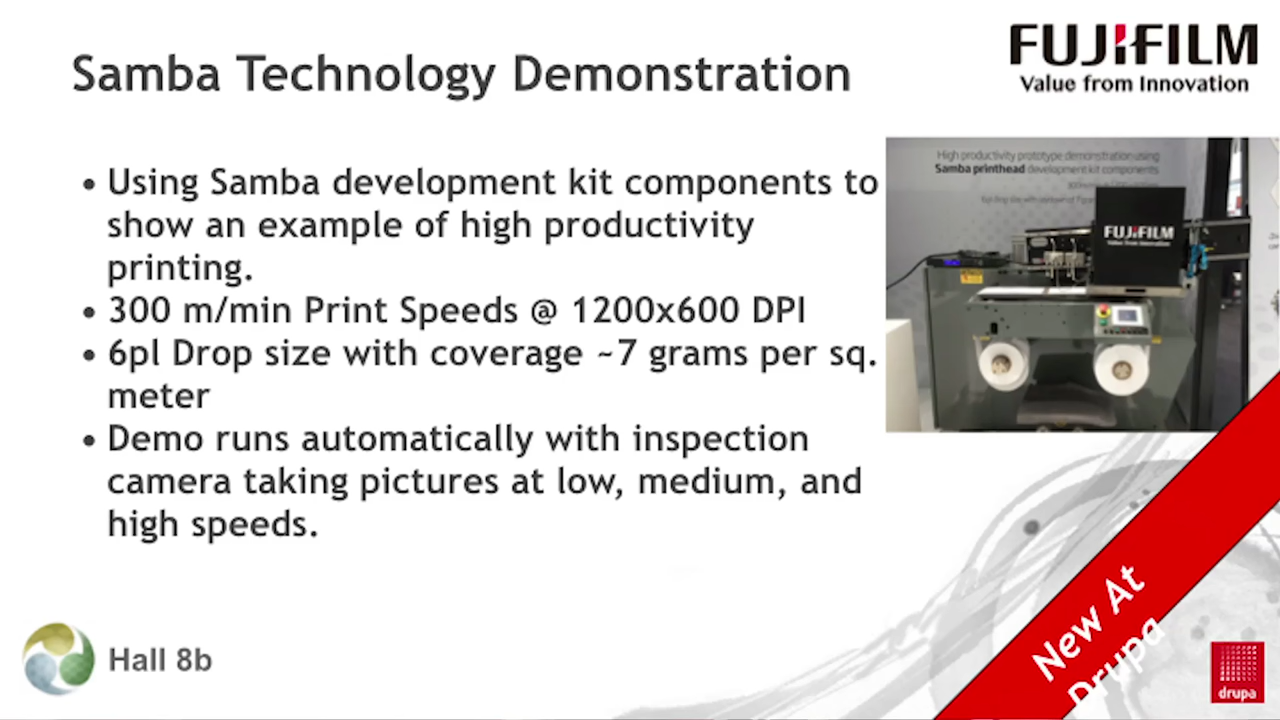 Samba Technology Demonstration
FUJIFILM
Value from Innovation
• Using Samba development kit components to
show an example of high productivity
printing.
• 300 m/min Print Speeds @ 1200x600 DPI
• 6pl Drop size with coverage ~7 grams per sq.
meter
• Demo runs automatically with inspection
camera taking pictures at low, medium, and
high speeds.
High productivity prototype demonstration using
Samba printhead development kit components
FUJIFILM
Value from Innovation
New At
Drupa
Hall 8b
drupa